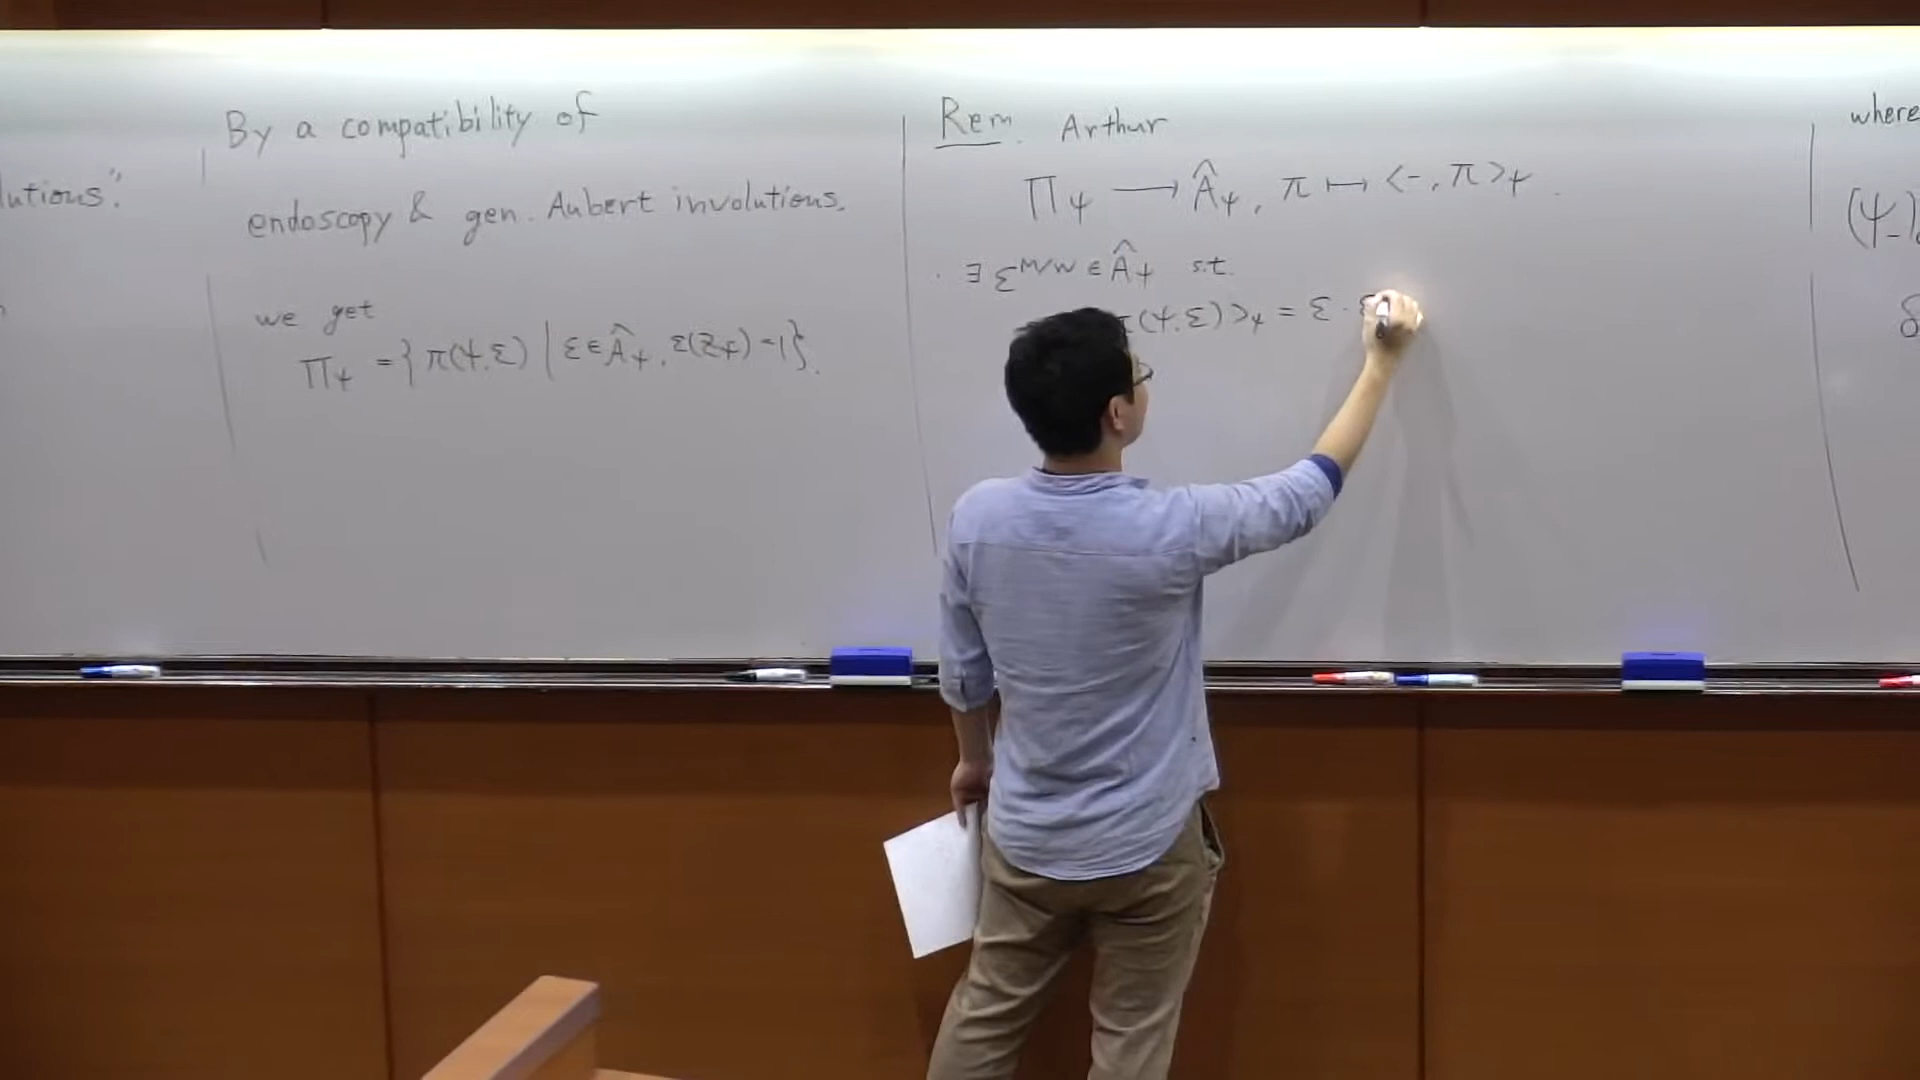 lutions."
By a compatibility of
endoscopy & gen. Aubert involutions.
we get
Π_ψ = { π(ψ, ε) | ε ∈ Â_ψ, ε(z_ψ) = 1 }.
Rem. Arthur
Π_ψ ⟶ Â_ψ, π ↦ <-, π>_ψ.
· ∃ ε^{M/W} ∈ Â_ψ s.t.
(ψ, ε)>_ψ = ε · ε
where
(ψ_-)
δ